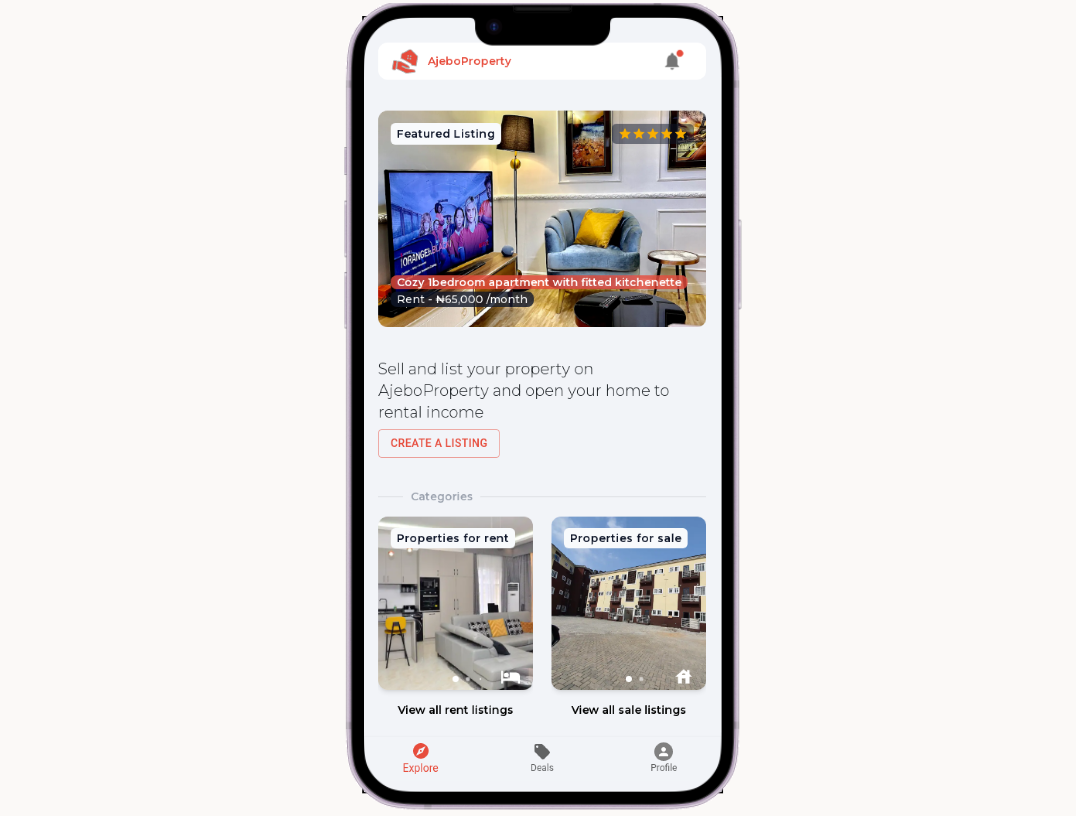 AjeboProperty
Featured Listing
ORANGE
Cozy 1bedroom apartment with fitted kitchenette
Rent - ₦65,000 /month
Sell and list your property on
AjeboProperty and open your home to
rental income
CREATE A LISTING
Categories
Properties for rent
Properties for sale
View all rent listings
View all sale listings
Explore
Deals
Profile